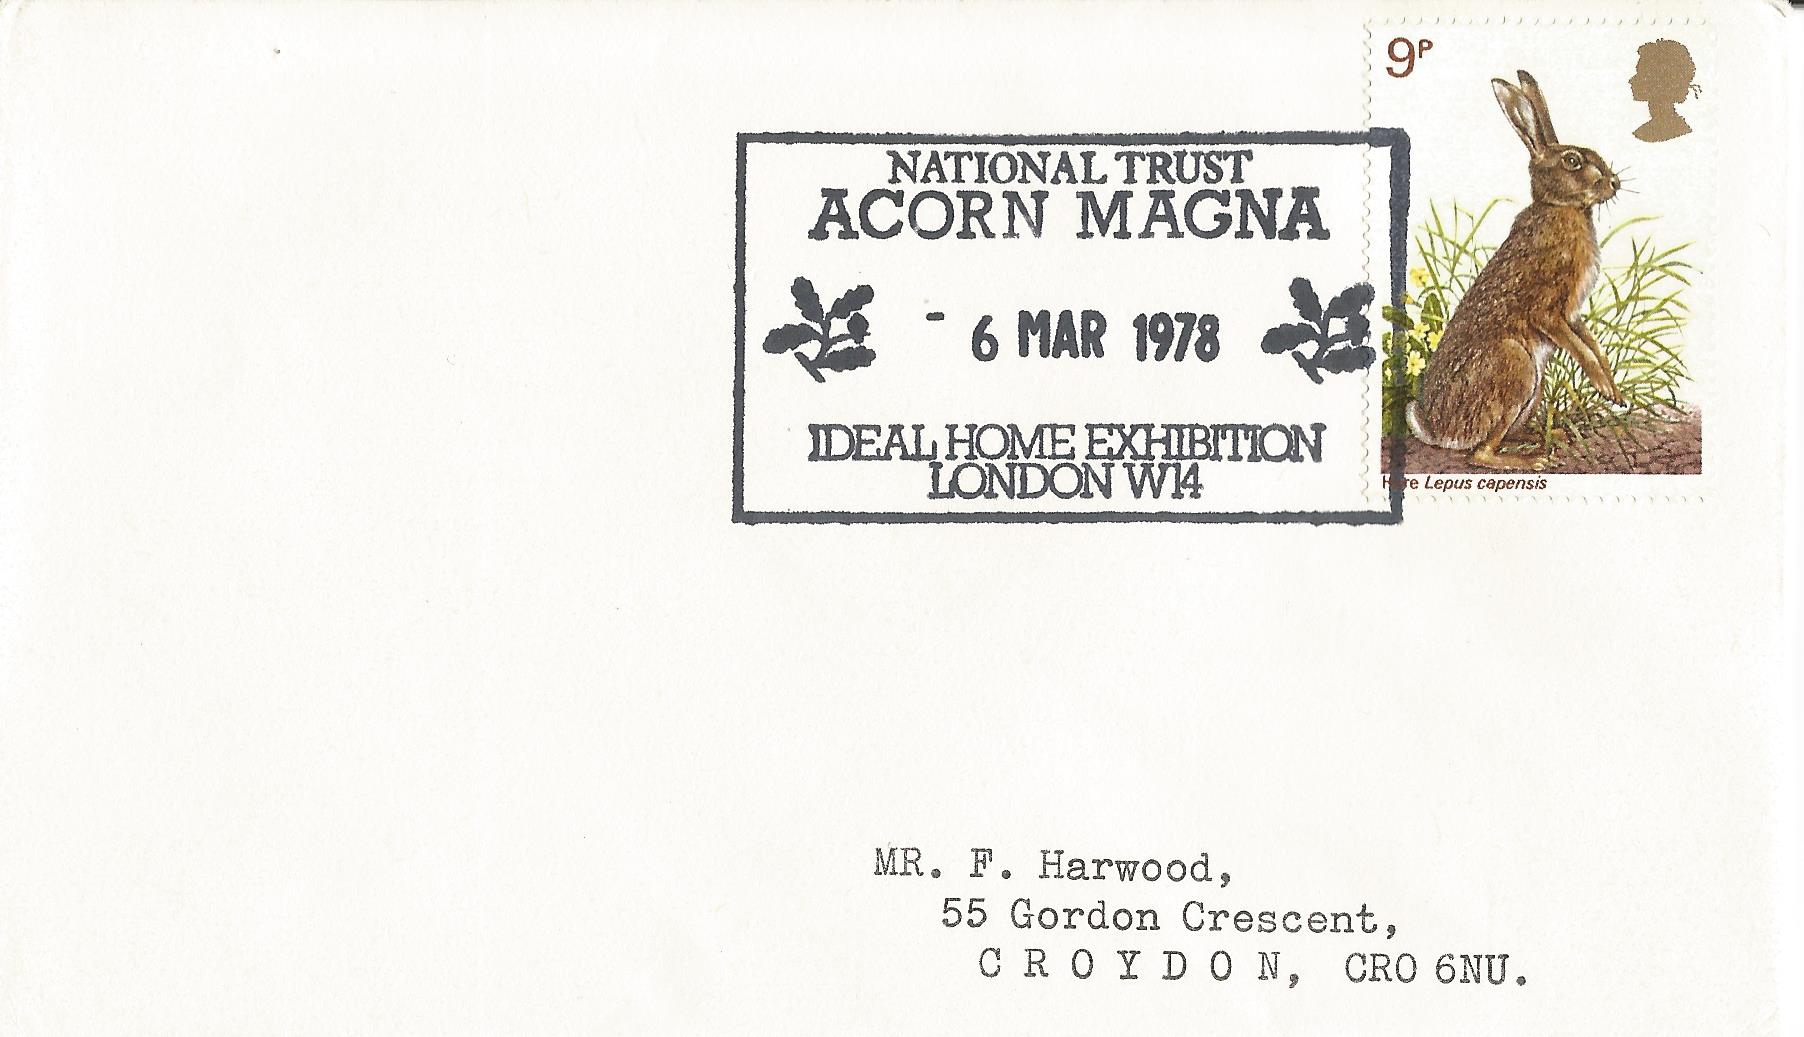 9P
NATIONAL TRUST
ACORN MAGNA
- 6 MAR 1978
IDEAL HOME EXHIBITION
LONDON W14
Hare Lepus capensis
MR. F. Harwood,
55 Gordon Crescent,
C R O Y D O N, CRO 6NU.